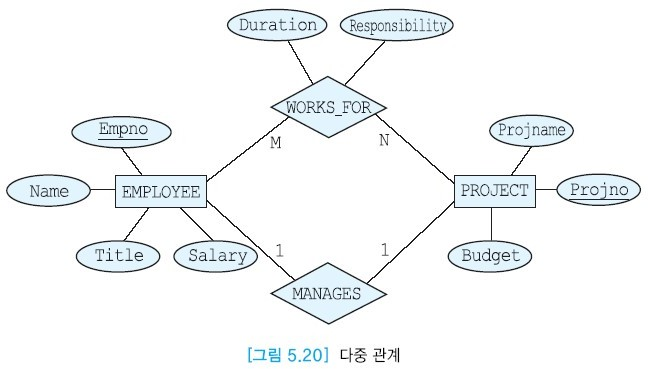 Duration Responsibility
WORKS_FOR
Empno Projname
M N
Name EMPLOYEE PROJECT Projno
Title Salary 1 1 Budget
MANAGES
[그림 5.20] 다중 관계